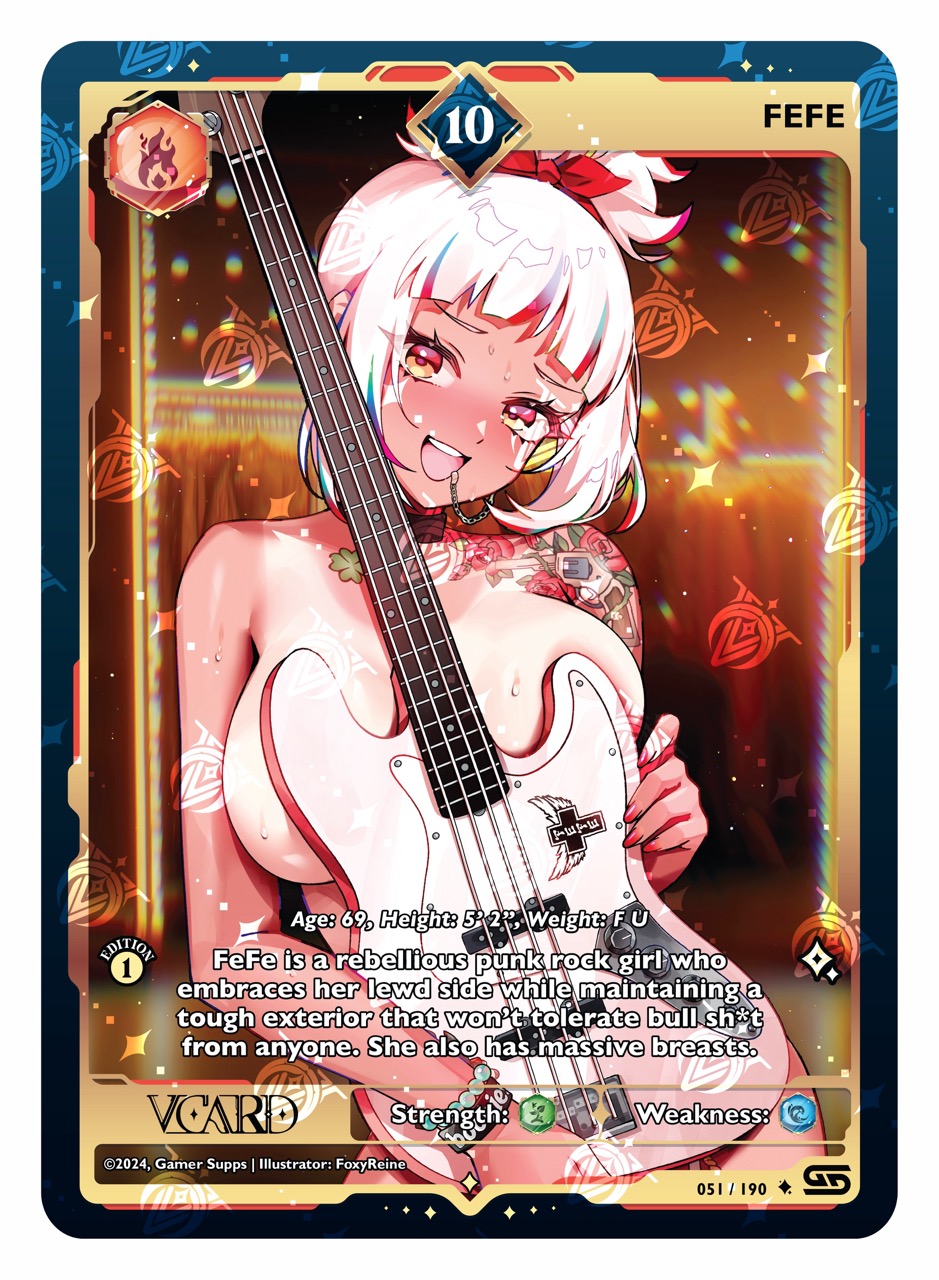 10
FEFE
Age: 69, Height: 5' 2", Weight: F U
EDITION
1
FeFe is a rebellious punk rock girl who
embraces her lewd side while maintaining a
tough exterior that won't tolerate bull sh*t
from anyone. She also has massive breasts.
VCARD
Strength:
Weakness:
©2024, Gamer Supps | Illustrator: FoxyReine
051 / 190